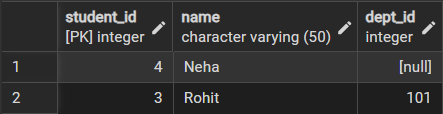 student_id name dept_id
[PK] integer character varying (50) integer
1 4 Neha [null]
2 3 Rohit 101